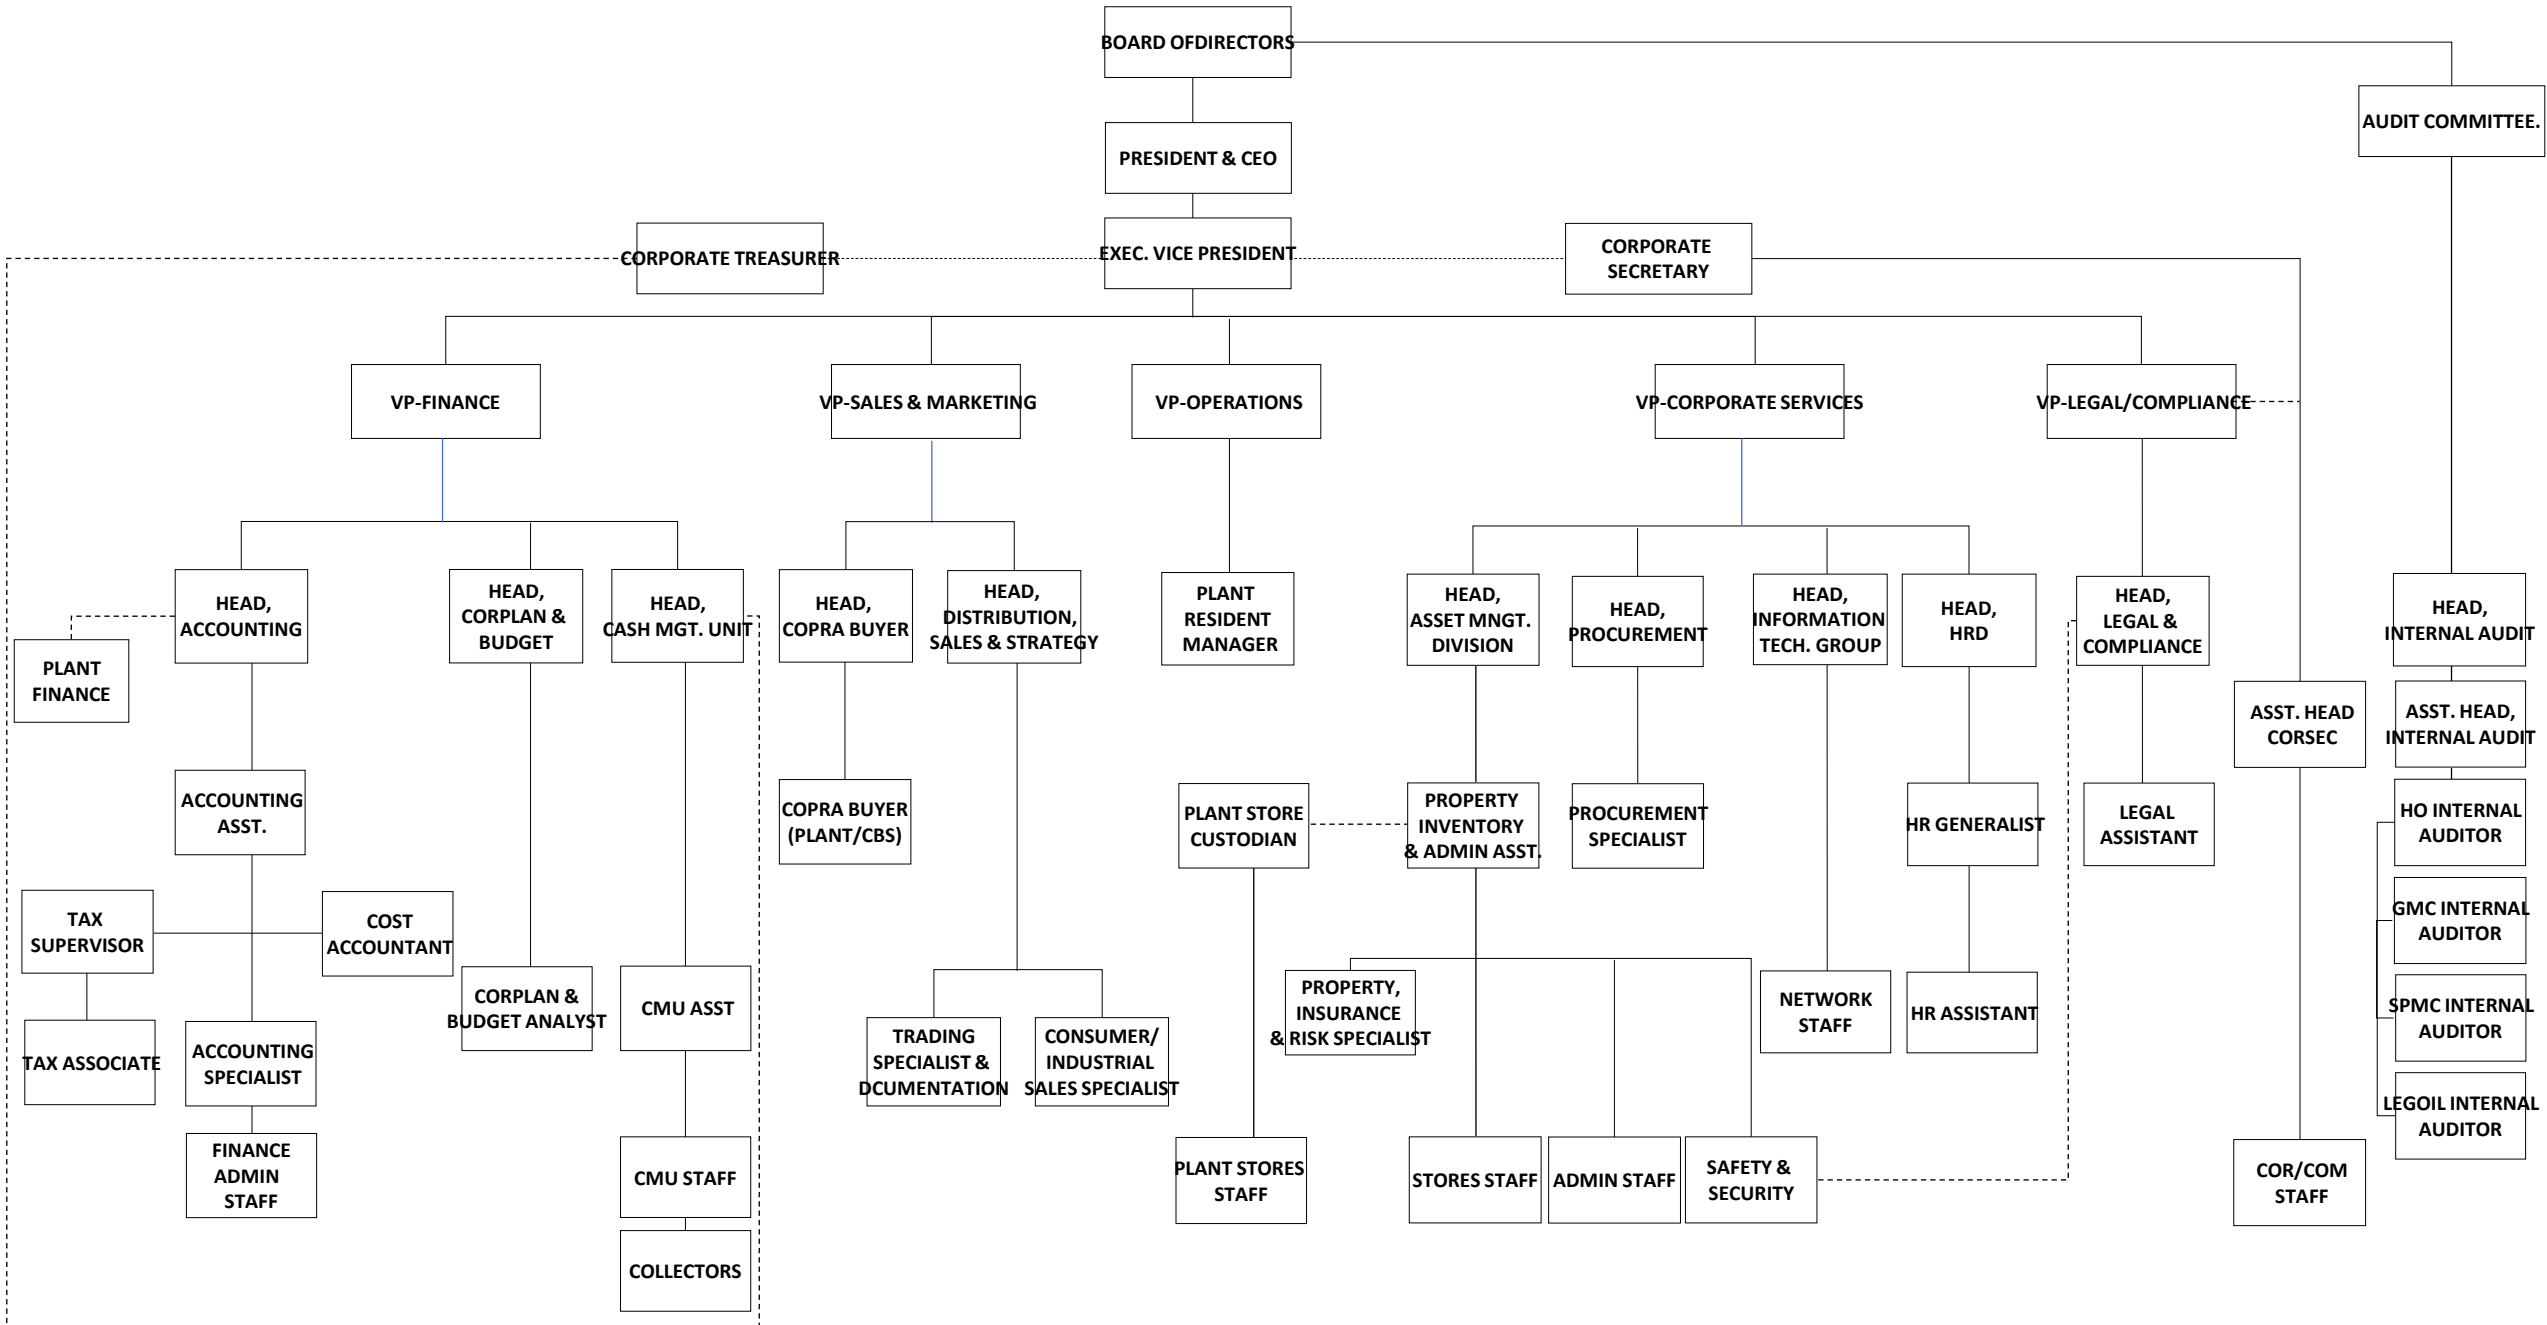 BOARD OFDIRECTORS
AUDIT COMMITTEE.
PRESIDENT & CEO
CORPORATE TREASURER
EXEC. VICE PRESIDENT
CORPORATE
SECRETARY
VP-FINANCE
VP-SALES & MARKETING
VP-OPERATIONS
VP-CORPORATE SERVICES
VP-LEGAL/COMPLIANCE
HEAD,
ACCOUNTING
HEAD,
CORPLAN &
BUDGET
HEAD,
CASH MGT. UNIT
HEAD,
COPRA BUYER
HEAD,
DISTRIBUTION,
SALES & STRATEGY
PLANT
RESIDENT
MANAGER
HEAD,
ASSET MNGT.
DIVISION
HEAD,
PROCUREMENT
HEAD,
INFORMATION
TECH. GROUP
HEAD,
HRD
HEAD,
LEGAL &
COMPLIANCE
HEAD,
INTERNAL AUDIT
PLANT
FINANCE
ASST. HEAD
CORSEC
ASST. HEAD,
INTERNAL AUDIT
ACCOUNTING
ASST.
COPRA BUYER
(PLANT/CBS)
PLANT STORE
CUSTODIAN
PROPERTY
INVENTORY
& ADMIN ASST.
PROCUREMENT
SPECIALIST
HR GENERALIST
LEGAL
ASSISTANT
HO INTERNAL
AUDITOR
TAX
SUPERVISOR
COST
ACCOUNTANT
GMC INTERNAL
AUDITOR
CORPLAN &
BUDGET ANALYST
CMU ASST
PROPERTY,
INSURANCE
& RISK SPECIALIST
NETWORK
STAFF
HR ASSISTANT
SPMC INTERNAL
AUDITOR
TAX ASSOCIATE
ACCOUNTING
SPECIALIST
TRADING
SPECIALIST &
DCUMENTATION
CONSUMER/
INDUSTRIAL
SALES SPECIALIST
LEGOIL INTERNAL
AUDITOR
FINANCE
ADMIN
STAFF
CMU STAFF
PLANT STORES
STAFF
STORES STAFF
ADMIN STAFF
SAFETY &
SECURITY
COR/COM
STAFF
COLLECTORS